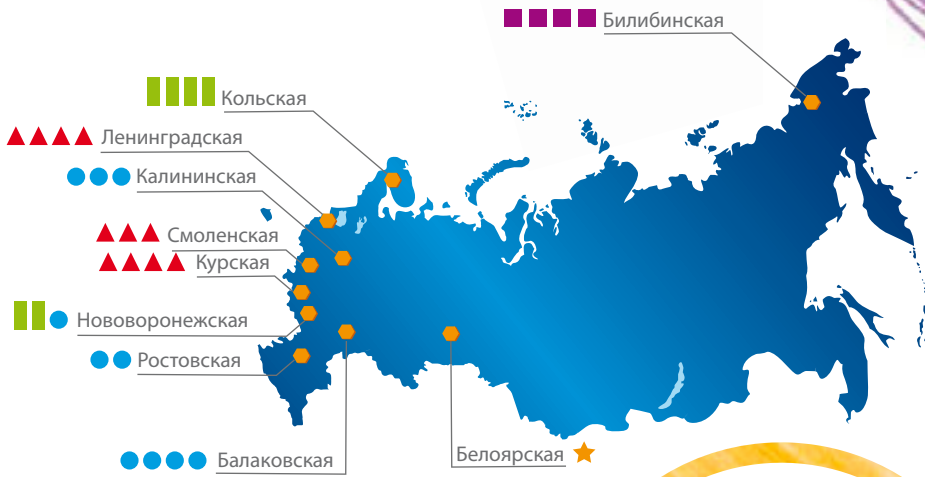 Билибинская
Кольская
Ленинградская
Калининская
Смоленская
Курская
Нововоронежская
Ростовская
Балаковская
Белоярская